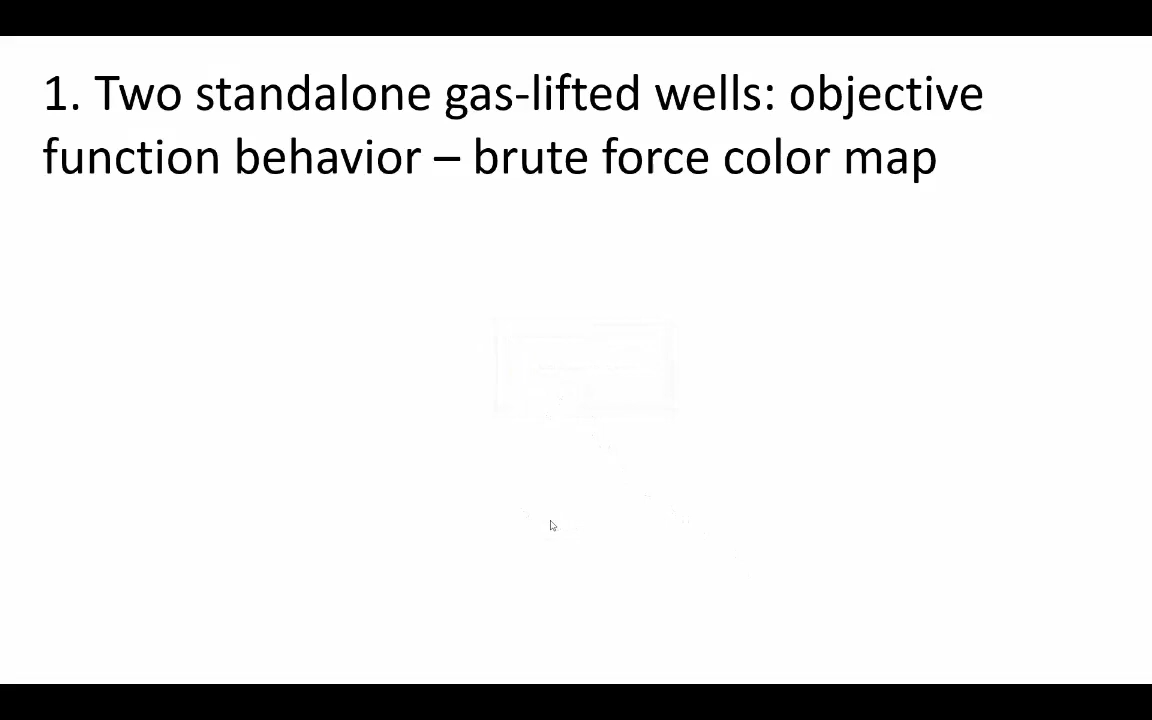 1. Two standalone gas-lifted wells: objective
function behavior – brute force color map